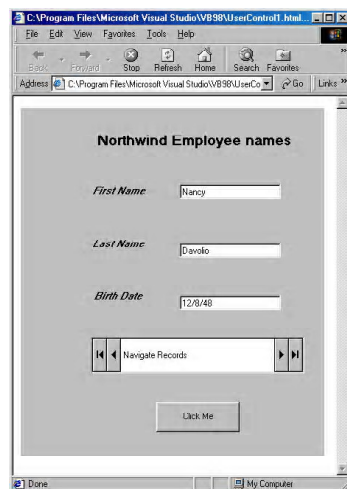 C:\Program Files\Microsoft Visual Studio\VB98\UserControl1.html...
File Edit View Favorites Tools Help
Back Forward Stop Refresh Home Search Favorites
Address C:\Program Files\Microsoft Visual Studio\VB98\UserCo Go Links »
Northwind Employee names
First Name Nancy
Last Name Davolio
Birth Date 12/8/48
Navigate Records
Click Me
Done My Computer